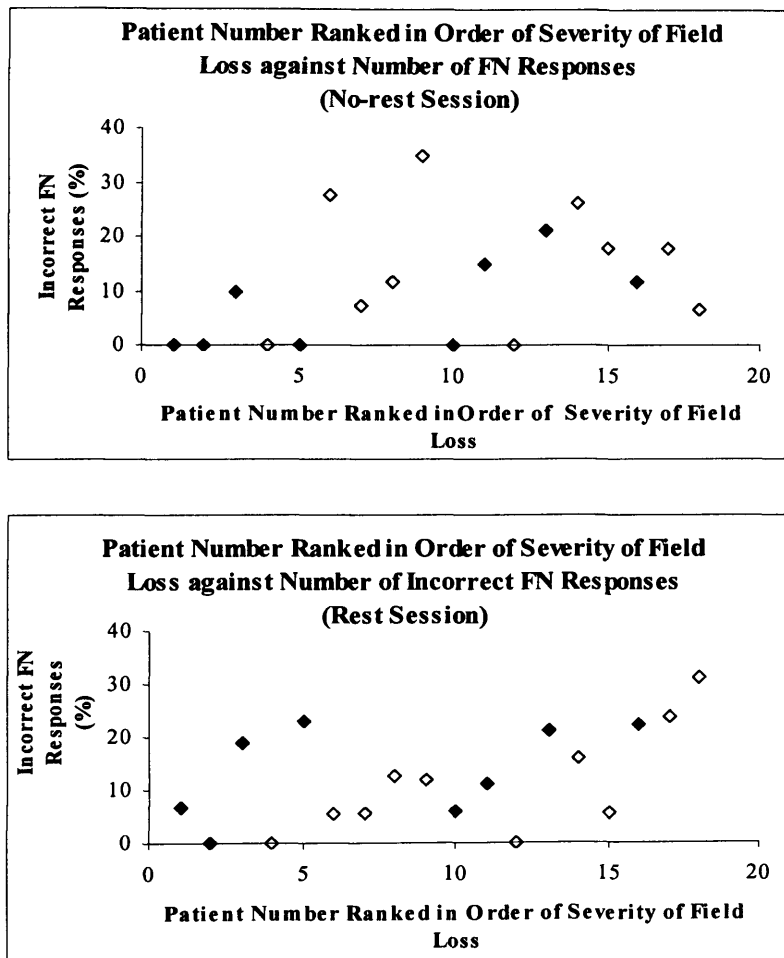 Patient Number Ranked in Order of Severity of Field
Loss against Number of FN Responses
(No-rest Session)
Incorrect FN
Responses (%)
40
30
20
10
0
0
5
10
15
20
Patient Number Ranked in Order of Severity of Field
Loss
Patient Number Ranked in Order of Severity of Field
Loss against Number of Incorrect FN Responses
(Rest Session)
Incorrect FN
Responses
(%)
40
30
20
10
0
0
5
10
15
20
Patient Number Ranked in Order of Severity of Field
Loss